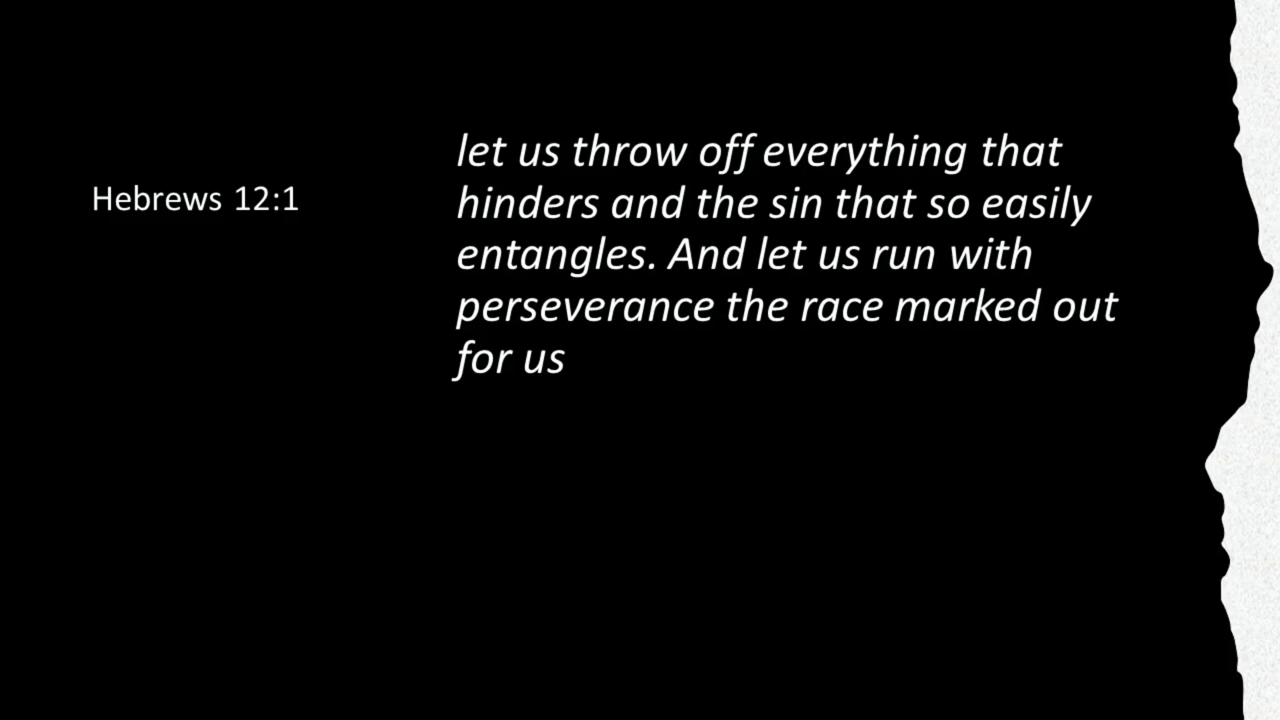 Hebrews 12:1
let us throw off everything that
hinders and the sin that so easily
entangles. And let us run with
perseverance the race marked out
for us